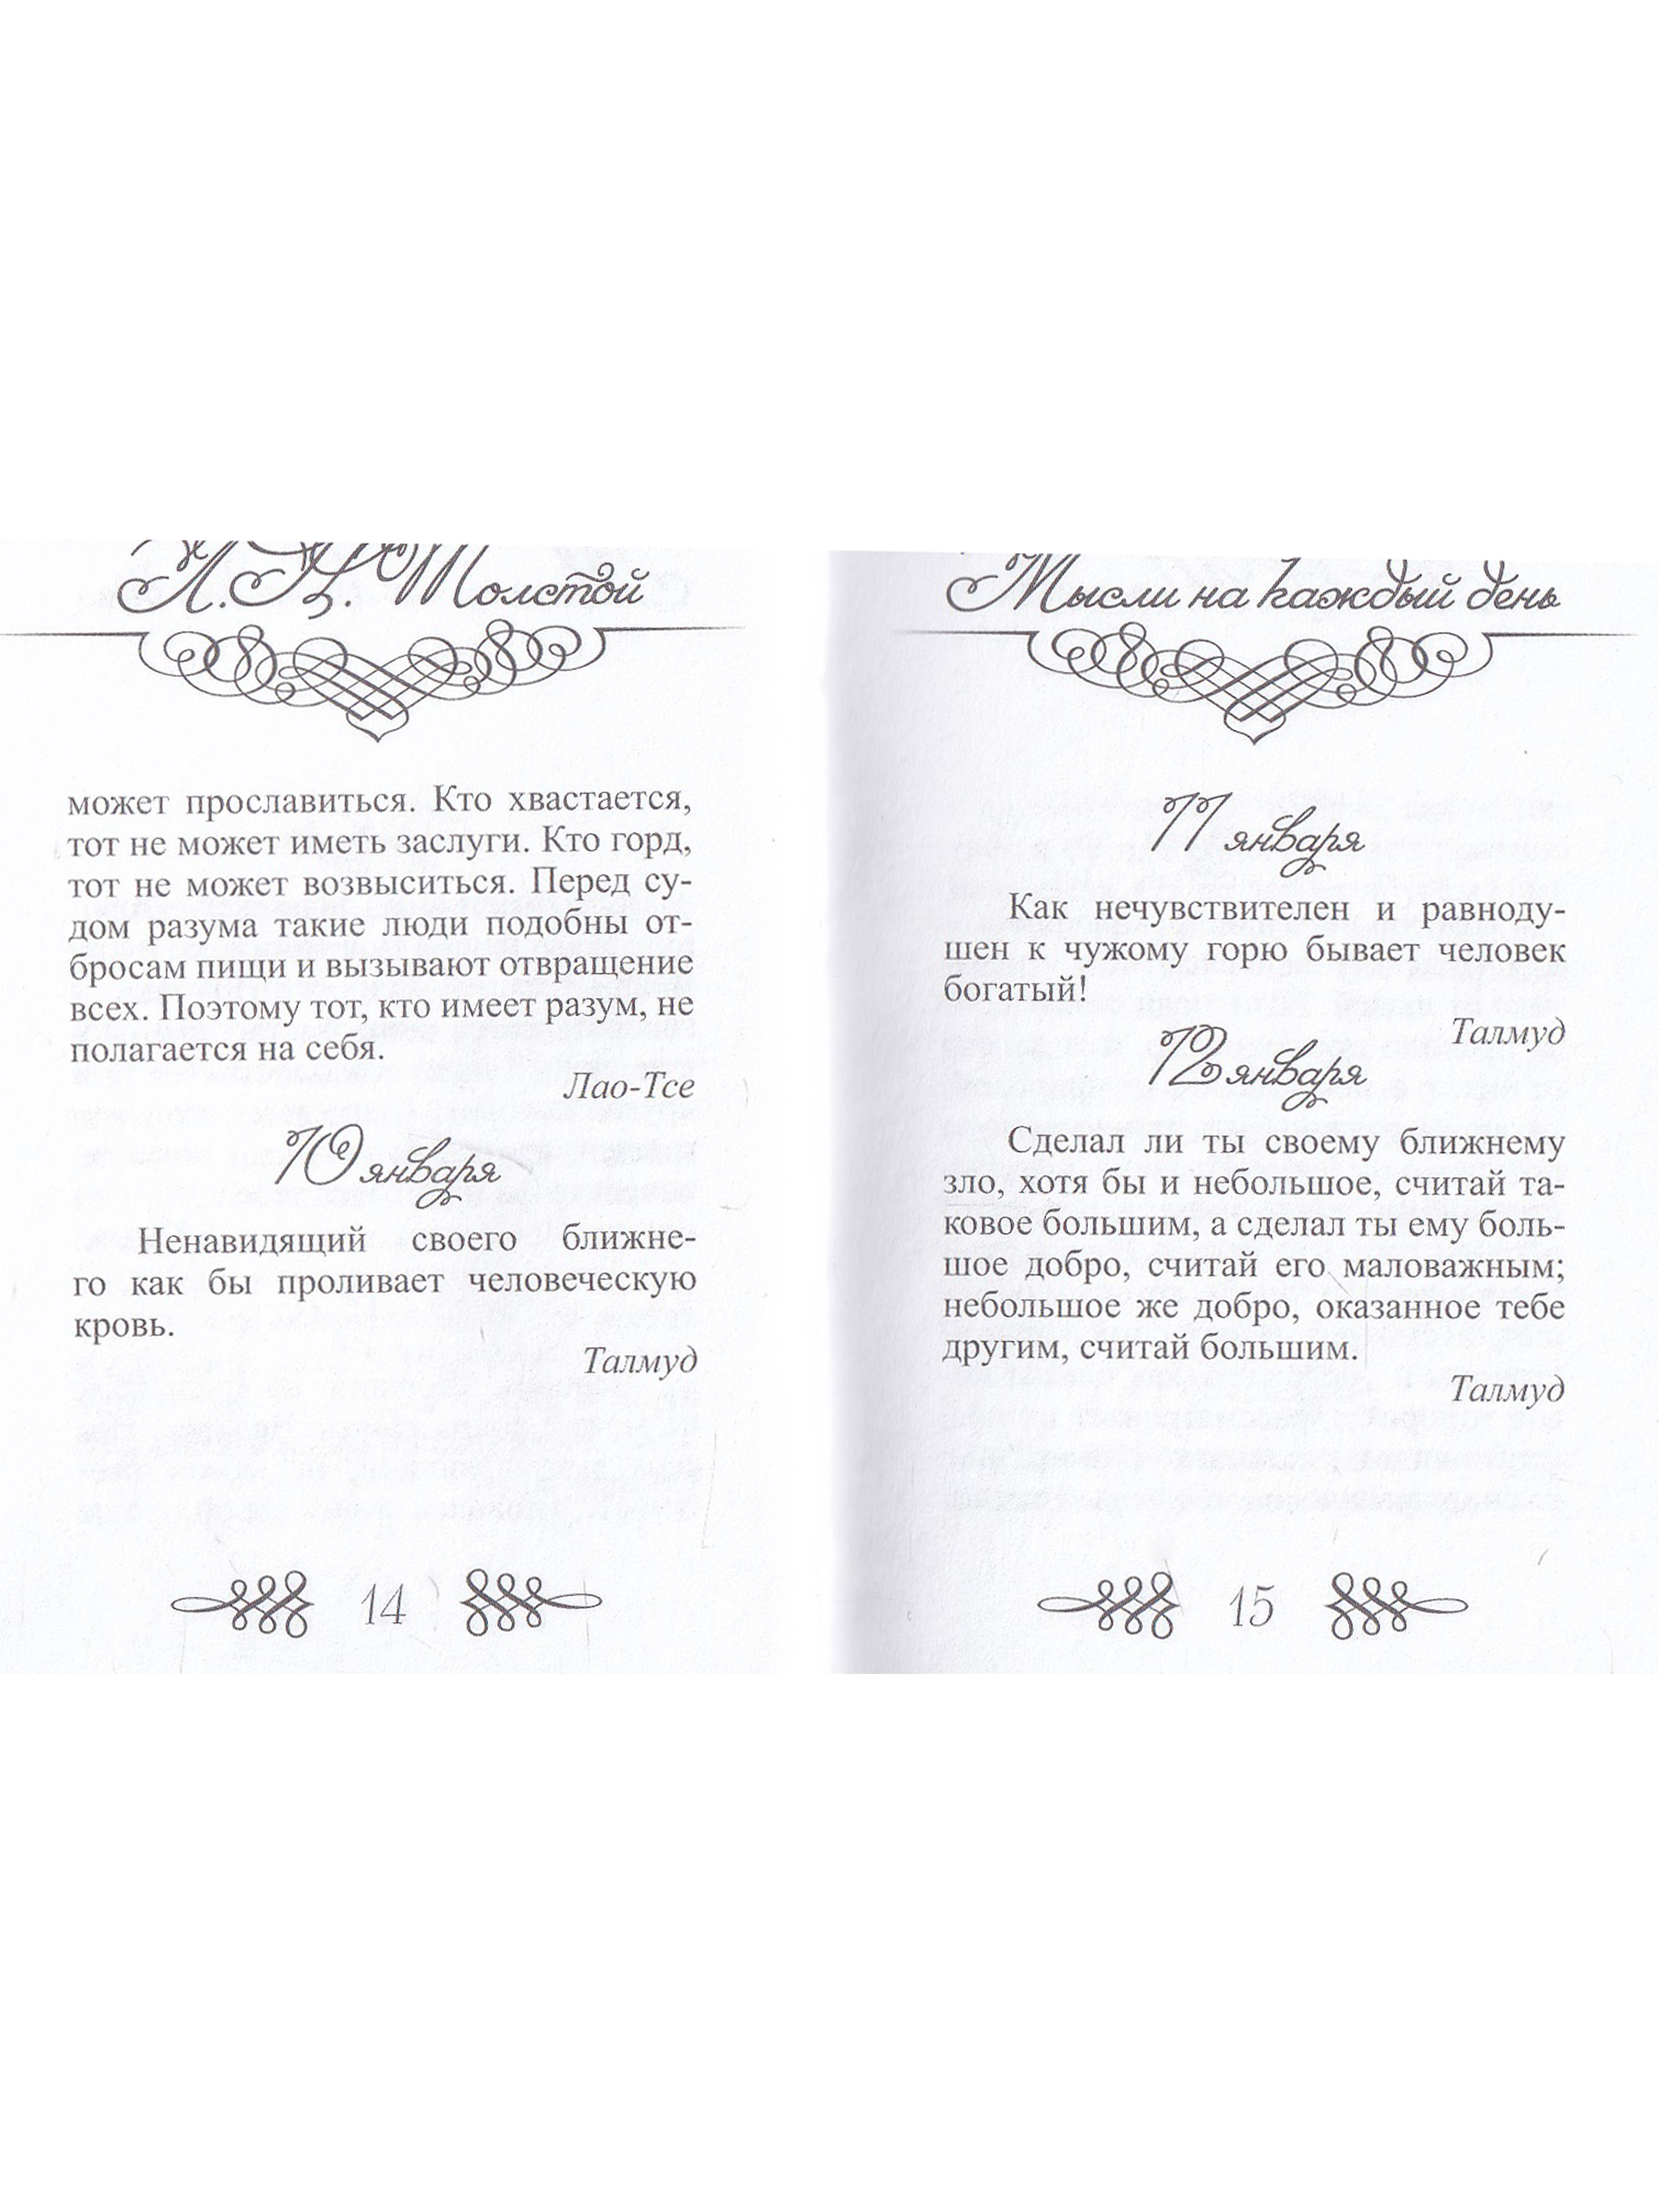 Л.Н. Толстой
может прославиться. Кто хвастается,
тот не может иметь заслуги. Кто горд,
тот не может возвыситься. Перед су-
дом разума такие люди подобны от-
бросам пищи и вызывают отвращение
всех. Поэтому тот, кто имеет разум, не
полагается на себя.
Лао-Тсе
10 января
Ненавидящий своего ближне-
го как бы проливает человеческую
кровь.
Талмуд
14
Мысли на каждый день
11 января
Как нечувствителен и равноду-
шен к чужому горю бывает человек
богатый!
Талмуд
12 января
Сделал ли ты своему ближнему
зло, хотя бы и небольшое, считай та-
ковое большим, а сделал ты ему боль-
шое добро, считай его маловажным;
небольшое же добро, оказанное тебе
другим, считай большим.
Талмуд
15